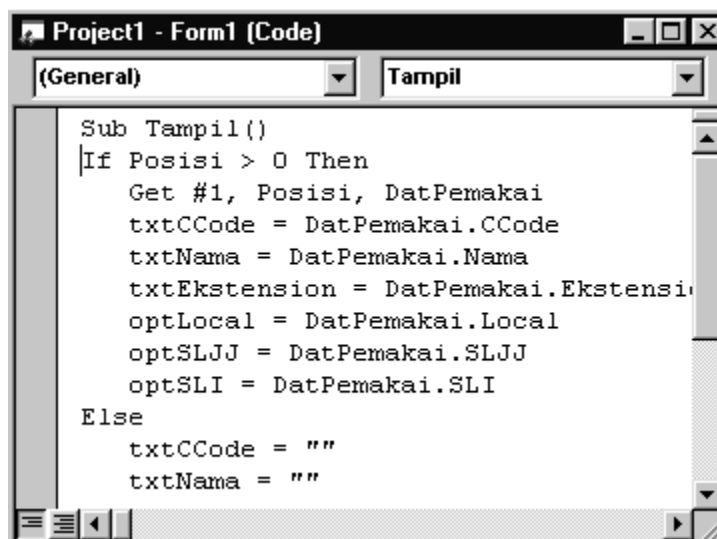 Project1 - Form1 (Code)
(General) Tampil
Sub Tampil()
If Posisi > 0 Then
Get #1, Posisi, DatPemakai
txtCCode = DatPemakai.CCode
txtNama = DatPemakai.Nama
txtEkstension = DatPemakai.Ekstensi
optLocal = DatPemakai.Local
optSLJJ = DatPemakai.SLJJ
optSLI = DatPemakai.SLI
Else
txtCCode = ""
txtNama = ""